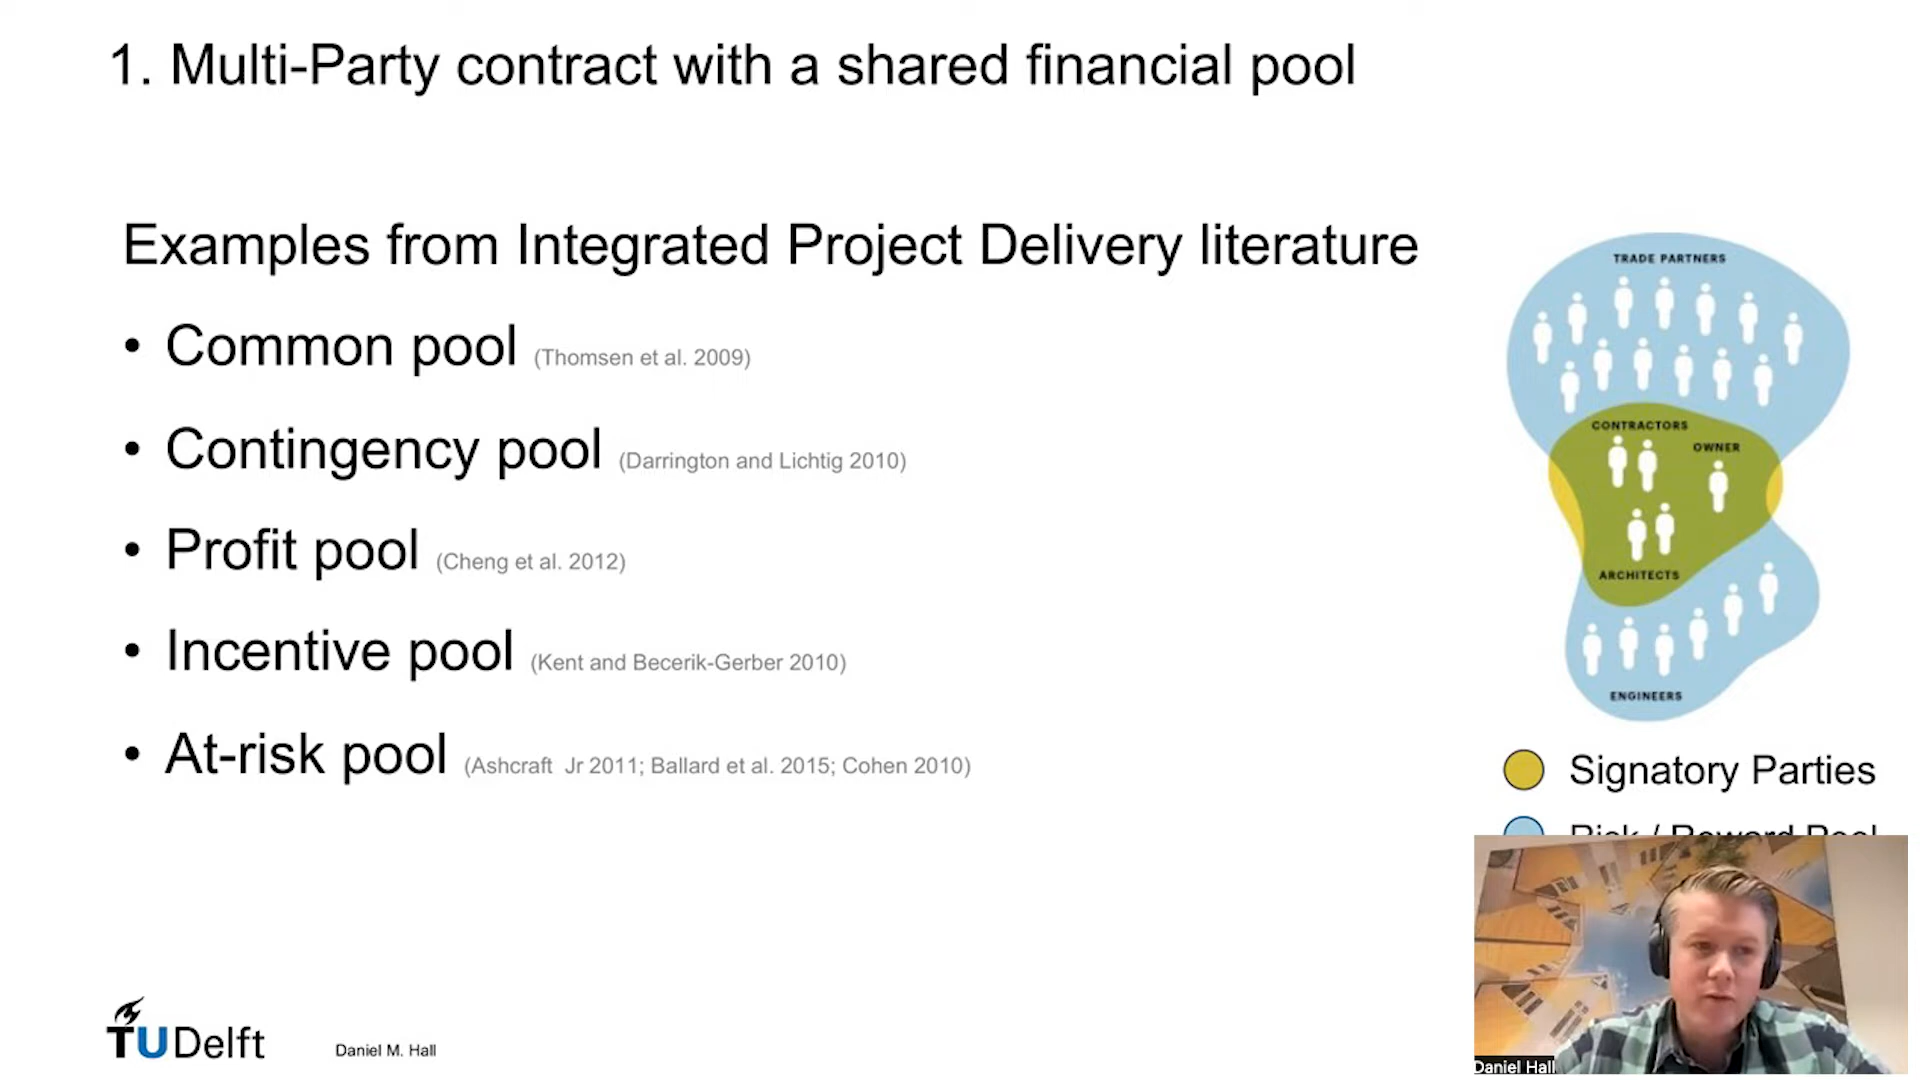 1. Multi-Party contract with a shared financial pool
Examples from Integrated Project Delivery literature
• Common pool (Thomsen et al. 2009)
• Contingency pool (Darrington and Lichtig 2010)
• Profit pool (Cheng et al. 2012)
• Incentive pool (Kent and Becerik-Gerber 2010)
• At-risk pool (Ashcraft Jr 2011; Ballard et al. 2015; Cohen 2010)
TRADE PARTNERS
CONTRACTORS
OWNER
ARCHITECTS
ENGINEERS
Signatory Parties
Risk / Reward Pool
TU Delft
Daniel M. Hall
Daniel Hall